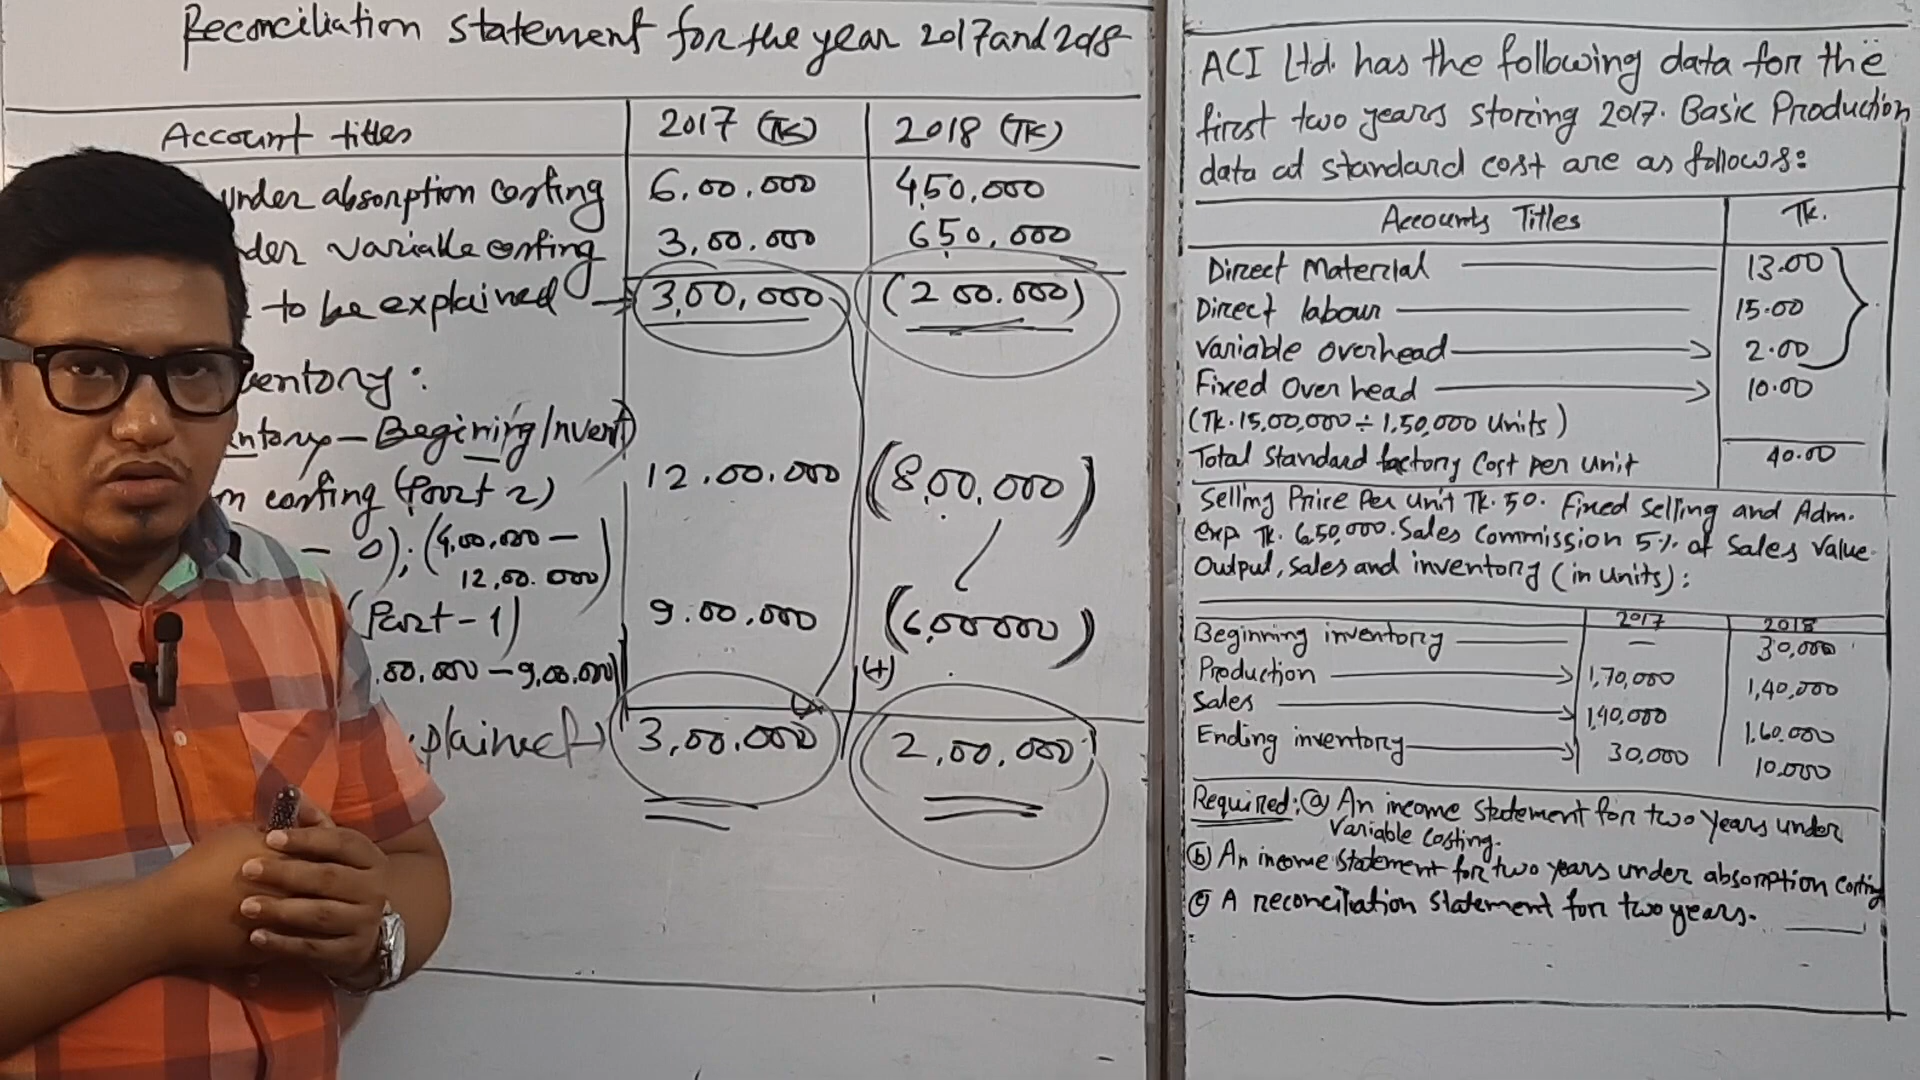 Reconciliation statement for the year 2017 and 2018
Account titles 2017 (TK) 2018 (TK)
under absorption costing 6,00,000 4,50,000
der variable costing 3,00,000 650,000
to be explained → 3,00,000 (200.000)
entory:
ntory - Begining Invent)
12,00,000 (8,00,000)
n costing (Part 2)
- 0); (4,00,000 -
12,00.000)
(Part-1) 9,00,000 (6,00000)
,00,000 - 9,00,000) (+)
plained → 3,00,000 2,00,000
ACI Ltd. has the following data for the
first two years storing 2017. Basic Production
data at standard cost are as follows:
Accounts Titles TK.
Direct Material 13.00
Direct labour 15.00
Variable overhead → 2.00
Fixed Over head → 10.00
(TK. 15,00,000 ÷ 1,50,000 Units)
Total Standard factory Cost per Unit 40.00
Selling Price Per Unit TK. 50. Fixed Selling and Adm.
exp TK. 6,50,000. Sales Commission 5% of Sales Value.
Output, Sales and inventory (in Units):
2017 2018
Beginning inventory — 30,000
Production → 1,70,000 1,40,000
Sales → 1,40,000 1,60,000
Ending inventory → 30,000 10,000
Required: (a) An income Statement for two years under
Variable Costing.
(b) An income Statement for two years under absorption Costing
(c) A reconciliation Statement for two years.